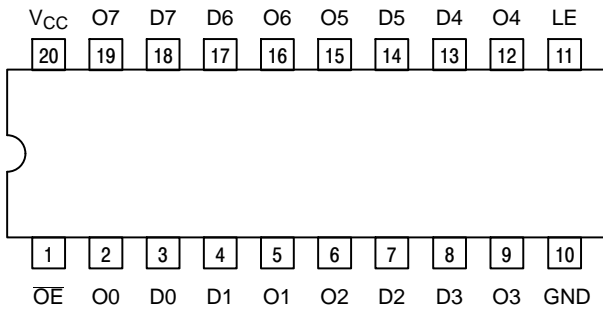 VCC O7 D7 D6 O6 O5 D5 D4 O4 LE
20 19 18 17 16 15 14 13 12 11
1 2 3 4 5 6 7 8 9 10
O̅E̅ O0 D0 D1 O1 O2 D2 D3 O3 GND